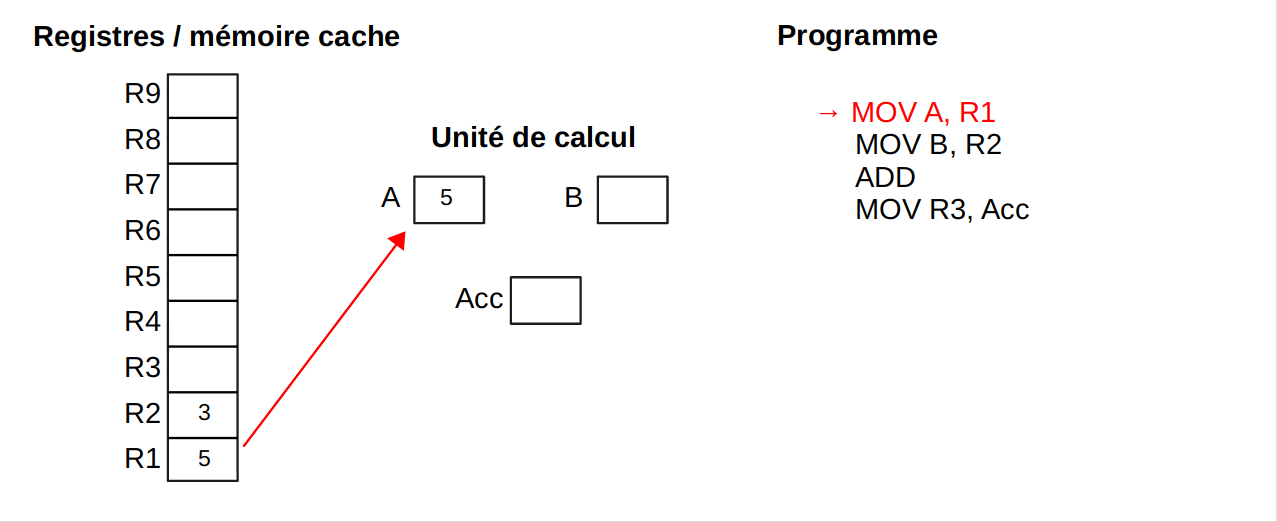 Registres / mémoire cache
Programme
R9
R8
R7
R6
R5
R4
R3
R2 3
R1 5
Unité de calcul
A 5 B
Acc
→ MOV A, R1
MOV B, R2
ADD
MOV R3, Acc